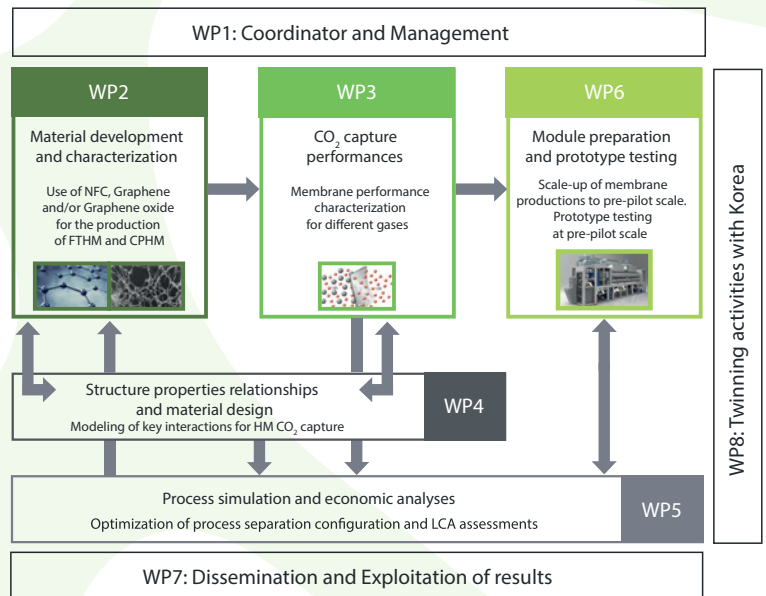 WP1: Coordinator and Management
WP2
Material development
and characterization
Use of NFC, Graphene
and/or Graphene oxide
for the production
of FTHM and CPHM
WP3
CO₂ capture
performances
Membrane performance
characterization
for different gases
WP6
Module preparation
and prototype testing
Scale-up of membrane
productions to pre-pilot scale.
Prototype testing
at pre-pilot scale
WP8: Twinning activities with Korea
Structure properties relationships
and material design
Modeling of key interactions for HM CO₂ capture
WP4
Process simulation and economic analyses
Optimization of process separation configuration and LCA assessments
WP5
WP7: Dissemination and Exploitation of results